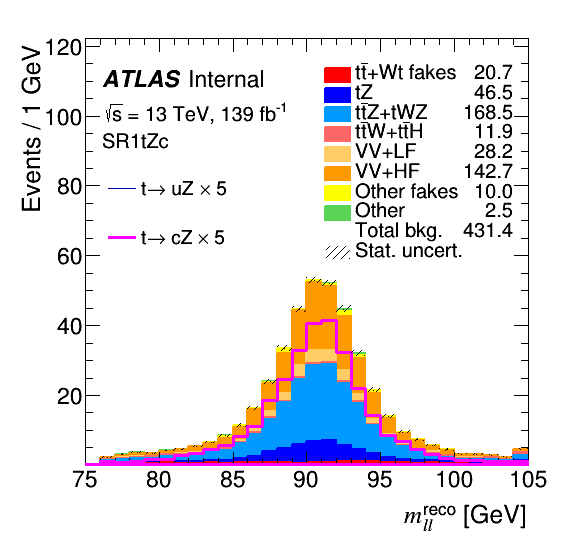 Events / 1 GeV
120
100
80
60
40
20
ATLAS Internal
√s = 13 TeV, 139 fb⁻¹
SR1tZc
t→ uZ × 5
t→ cZ × 5
tt̄+Wt fakes 20.7
tZ 46.5
tt̄Z+tWZ 168.5
tt̄W+tt̄H 11.9
VV+LF 28.2
VV+HF 142.7
Other fakes 10.0
Other 2.5
Total bkg. 431.4
Stat. uncert.
75 80 85 90 95 100 105
m_ll^reco [GeV]